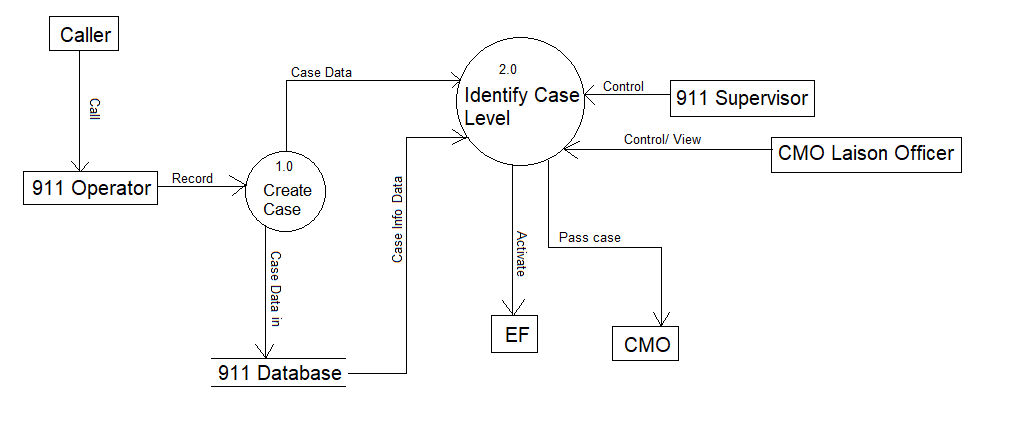 Caller
Call
911 Operator
Record
1.0
Create
Case
Case Data
Case Data in
911 Database
Case Info Data
2.0
Identify Case
Level
Control
911 Supervisor
Control/ View
CMO Laison Officer
Activate
EF
Pass case
CMO